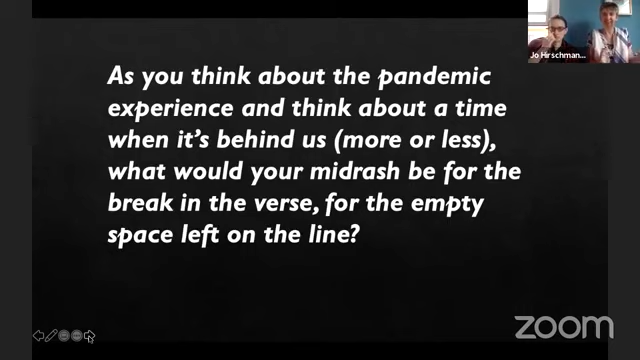 Jo Hirschman...
As you think about the pandemic
experience and think about a time
when it's behind us (more or less),
what would your midrash be for the
break in the verse, for the empty
space left on the line?
zoom